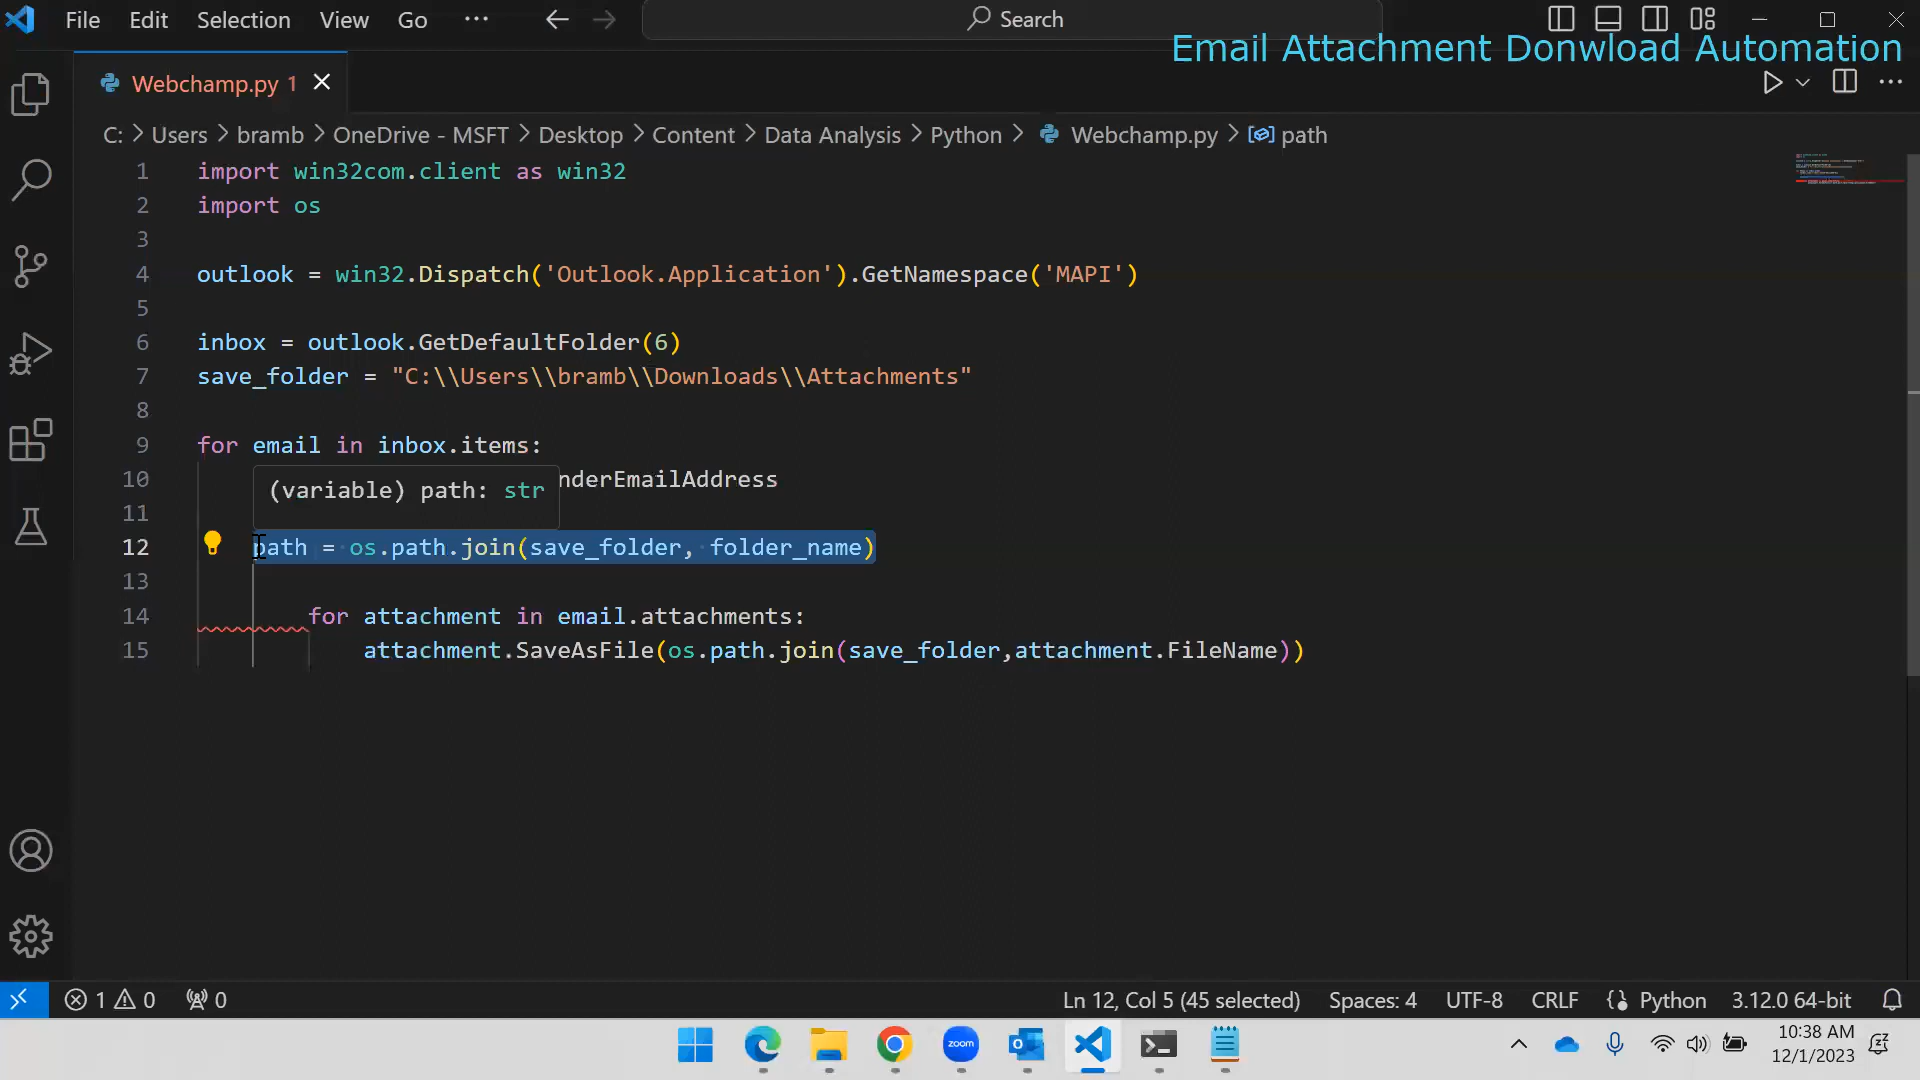 File Edit Selection View Go ··· Search
Email Attachment Donwload Automation
Webchamp.py 1
C: > Users > bramb > OneDrive - MSFT > Desktop > Content > Data Analysis > Python > Webchamp.py > path
1 import win32com.client as win32
2 import os
3
4 outlook = win32.Dispatch('Outlook.Application').GetNamespace('MAPI')
5
6 inbox = outlook.GetDefaultFolder(6)
7 save_folder = "C:\\Users\\bramb\\Downloads\\Attachments"
8
9 for email in inbox.items:
10 nderEmailAddress
(variable) path: str
11
12 path = os.path.join(save_folder, folder_name)
13
14 for attachment in email.attachments:
15 attachment.SaveAsFile(os.path.join(save_folder,attachment.FileName))
1 0 0 Ln 12, Col 5 (45 selected) Spaces: 4 UTF-8 CRLF Python 3.12.0 64-bit
zoom
10:38 AM
12/1/2023